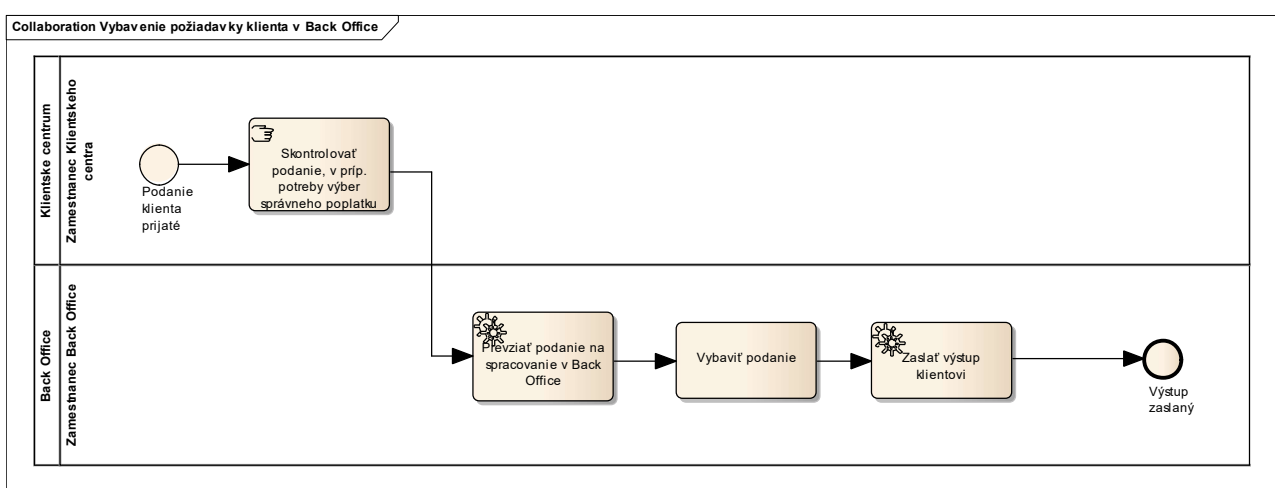 Collaboration Vybavenie požiadavky klienta v Back Office
Klientske centrum
Zamestnanec Klientskeho
centra
Podanie
klienta
prijaté
Skontrolovať
podanie, v príp.
potreby výber
správneho poplatku
Back Office
Zamestnanec Back Office
Prevziať podanie na
spracovanie v Back
Office
Vybaviť podanie
Zaslať výstup
klientovi
Výstup
zaslaný